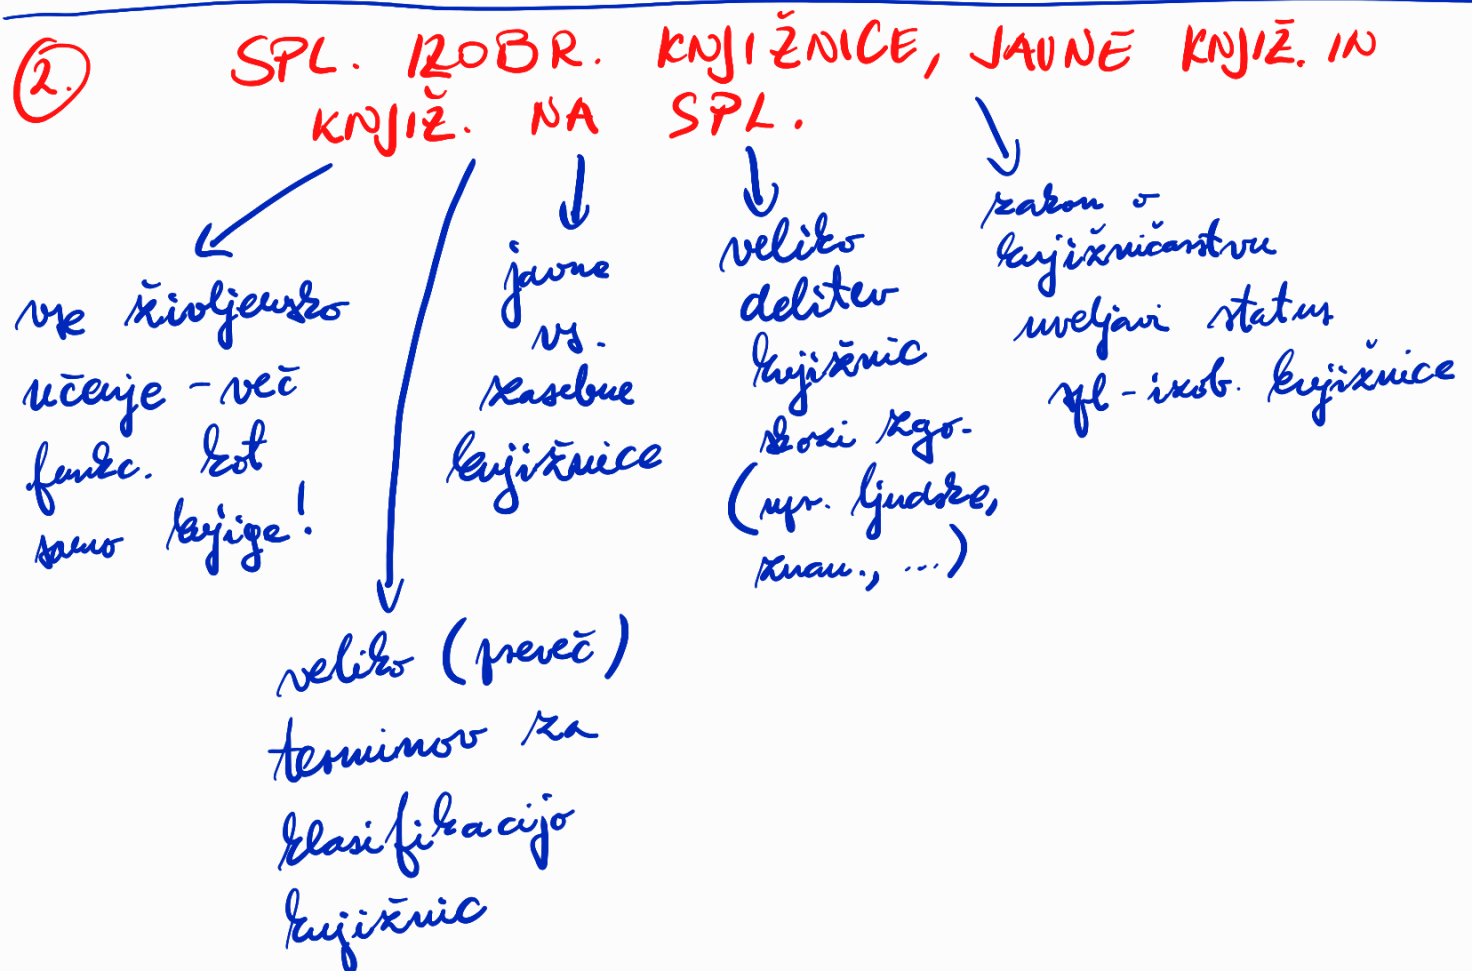 2. SPL. IZOBR. KNJIŽNICE, JAVNE KNJIŽ. IN
KNJIŽ. NA SPL.
vse življensko
učenje - več
funkc. kot
samo knjige!
veliko (preveč)
terminov za
klasifikacijo
knjižnic
javne
vs.
zasebne
knjižnice
veliko
delitev
knjižnic
skozi zgo.
(npr. ljudske,
znan., ...)
zakon o
knjižničarstvu
uveljavi status
spl-izob. knjižnice